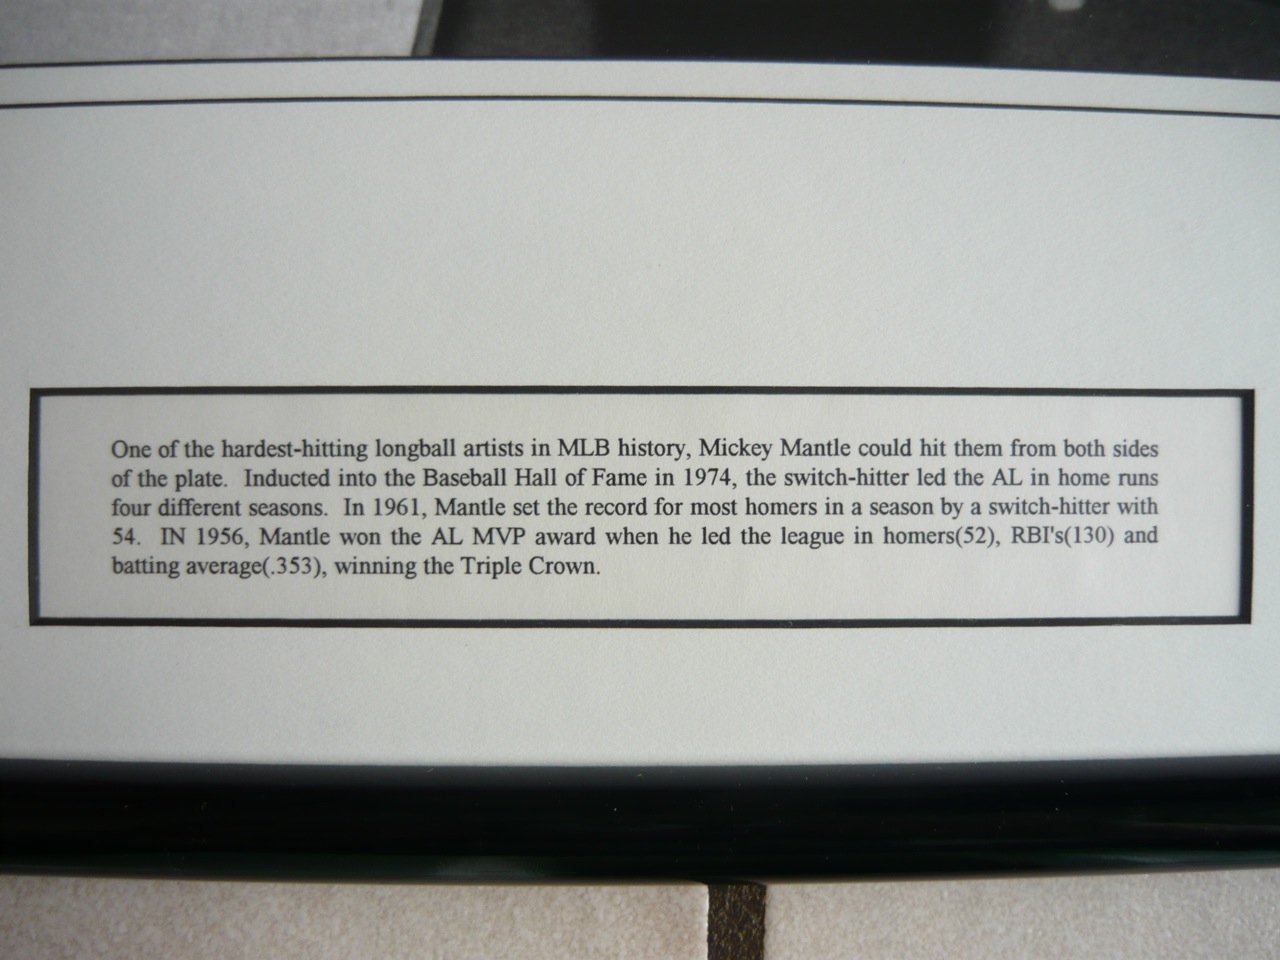 One of the hardest-hitting longball artists in MLB history, Mickey Mantle could hit them from both sides
of the plate.  Inducted into the Baseball Hall of Fame in 1974, the switch-hitter led the AL in home runs
four different seasons.  In 1961, Mantle set the record for most homers in a season by a switch-hitter with
54.  IN 1956, Mantle won the AL MVP award when he led the league in homers(52), RBI's(130) and
batting average(.353), winning the Triple Crown.